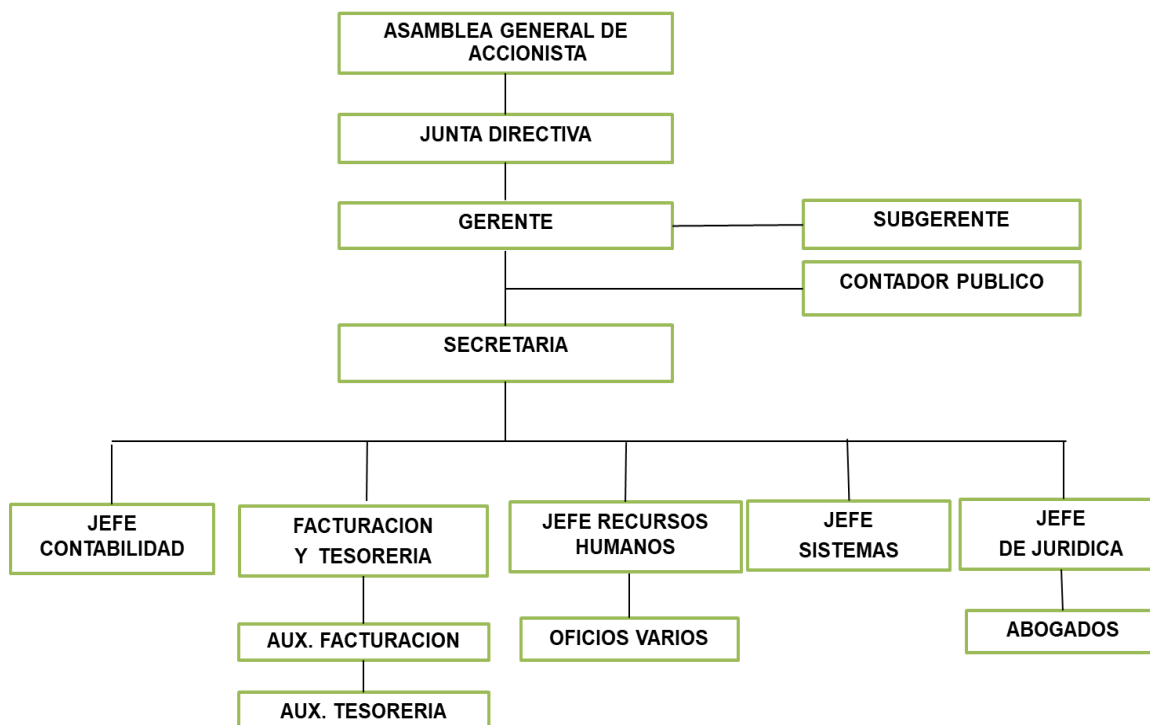 ASAMBLEA GENERAL DE
ACCIONISTA
JUNTA DIRECTIVA
GERENTE
SUBGERENTE
CONTADOR PUBLICO
SECRETARIA
JEFE
CONTABILIDAD
FACTURACION
Y TESORERIA
JEFE RECURSOS
HUMANOS
JEFE
SISTEMAS
JEFE
DE JURIDICA
AUX. FACTURACION
OFICIOS VARIOS
ABOGADOS
AUX. TESORERIA